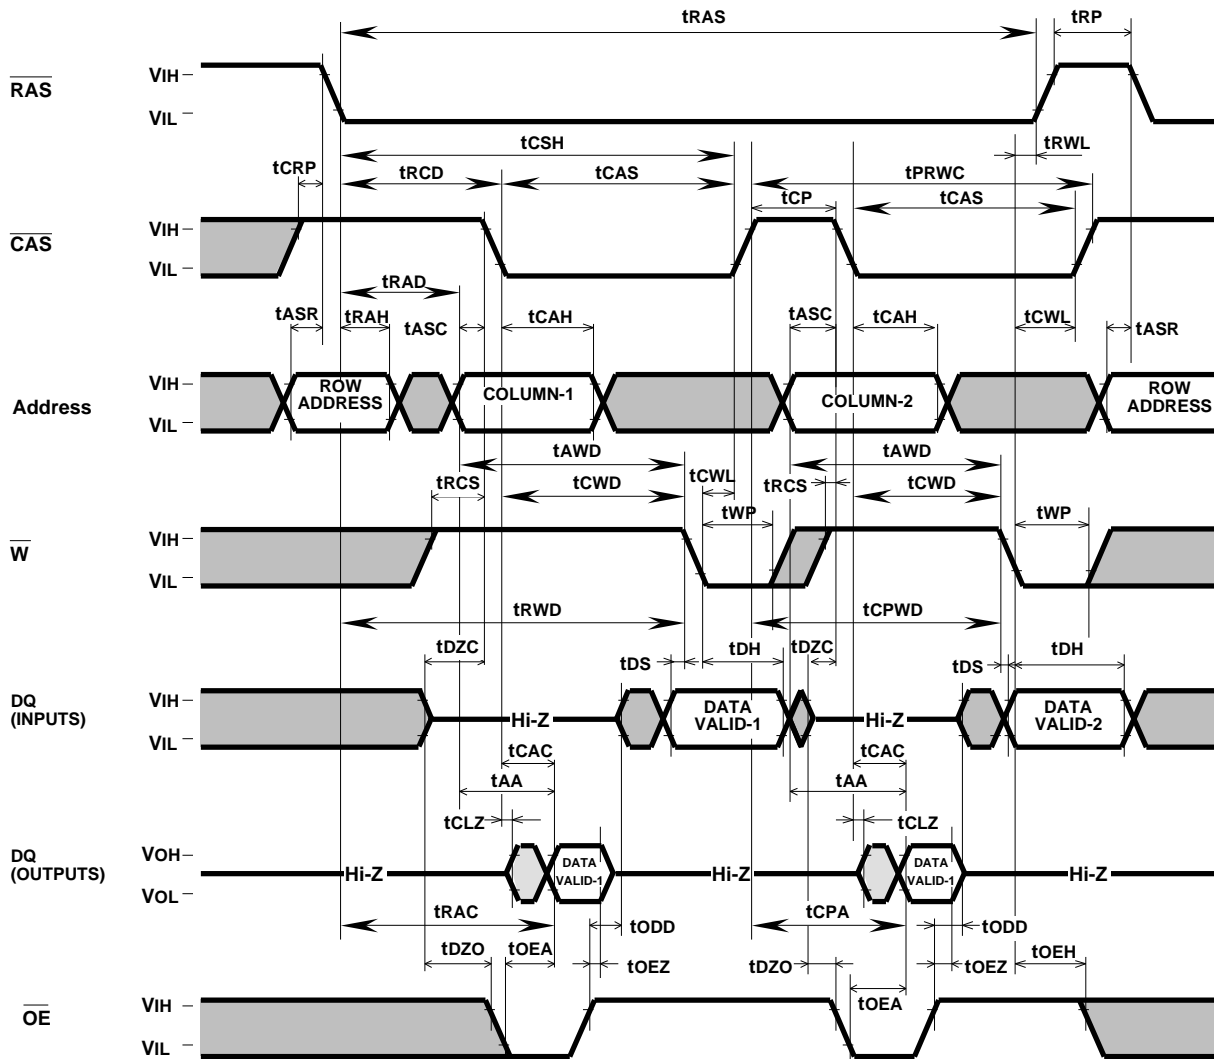 tRAS
tRP
RAS
VIH
VIL
tCSH
tRWL
tCRP
tRCD
tCAS
tPRWC
tCP
tCAS
CAS
VIH
VIL
tRAD
tASR
tRAH
tASC
tCAH
tASC
tCAH
tCWL
tASR
Address
VIH
VIL
ROW
ADDRESS
COLUMN-1
COLUMN-2
ROW
ADDRESS
tAWD
tAWD
tRCS
tCWD
tCWL
tRCS
tCWD
tWP
tWP
W
VIH
VIL
tRWD
tCPWD
tDZC
tDS
tDH
tDZC
tDS
tDH
DQ
(INPUTS)
VIH
VIL
Hi-Z
DATA
VALID-1
Hi-Z
DATA
VALID-2
tCAC
tCAC
tAA
tAA
tCLZ
tCLZ
DQ
(OUTPUTS)
VOH
VOL
Hi-Z
DATA
VALID-1
Hi-Z
DATA
VALID-1
Hi-Z
tRAC
tODD
tCPA
tODD
tDZO
tOEA
tOEZ
tDZO
tOEA
tOEZ
tOEH
OE
VIH
VIL